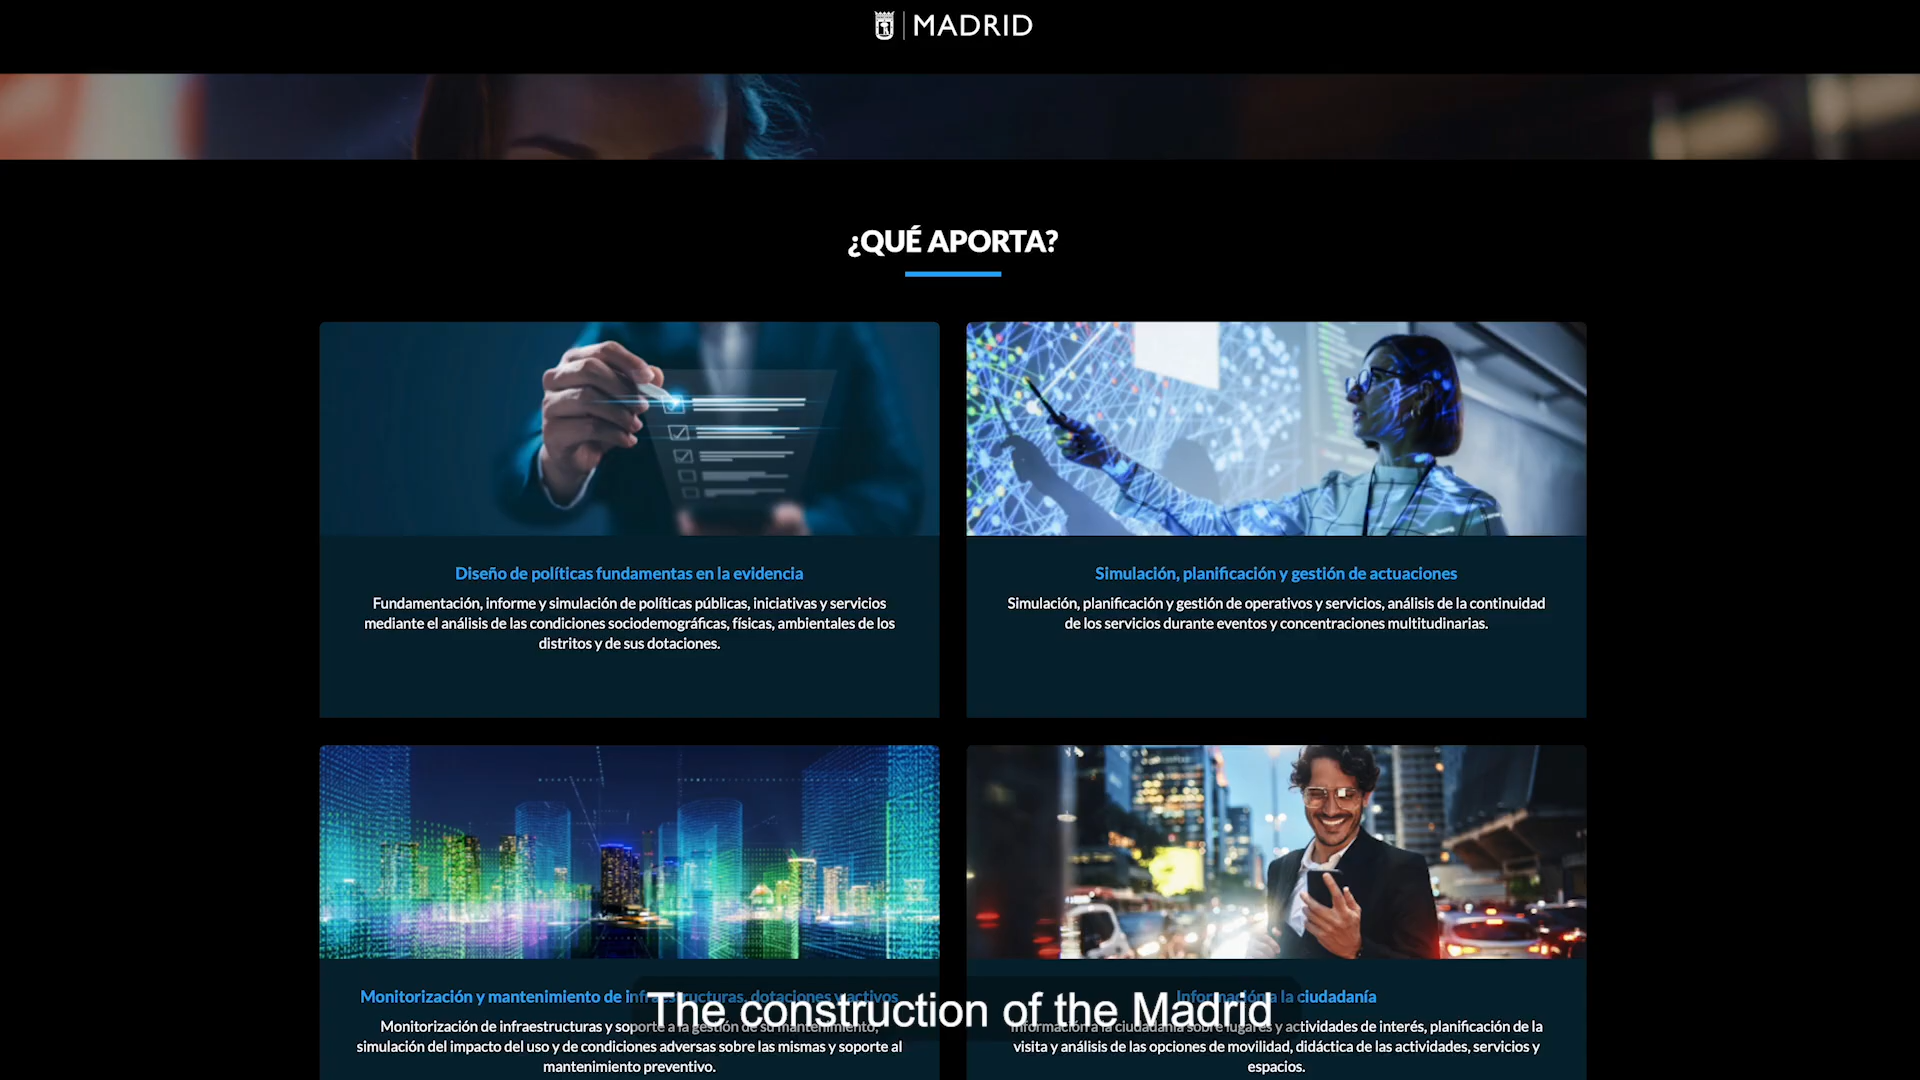 MADRID
¿QUÉ APORTA?
Diseño de políticas fundamentas en la evidencia
Fundamentación, informe y simulación de políticas públicas, iniciativas y servicios
mediante el análisis de las condiciones sociodemográficas, físicas, ambientales de los
distritos y de sus dotaciones.
Simulación, planificación y gestión de actuaciones
Simulación, planificación y gestión de operativos y servicios, análisis de la continuidad
de los servicios durante eventos y concentraciones multitudinarias.
Monitorización y mantenimiento de infraestructuras, dotaciones y activos
Monitorización de infraestructuras y soporte a la gestión de su mantenimiento,
simulación del impacto del uso y de condiciones adversas sobre las mismas y soporte al
mantenimiento preventivo.
Información a la ciudadanía
Información a la ciudadanía sobre lugares y actividades de interés, planificación de la
visita y análisis de las opciones de movilidad, didáctica de las actividades, servicios y
espacios.
The construction of the Madrid